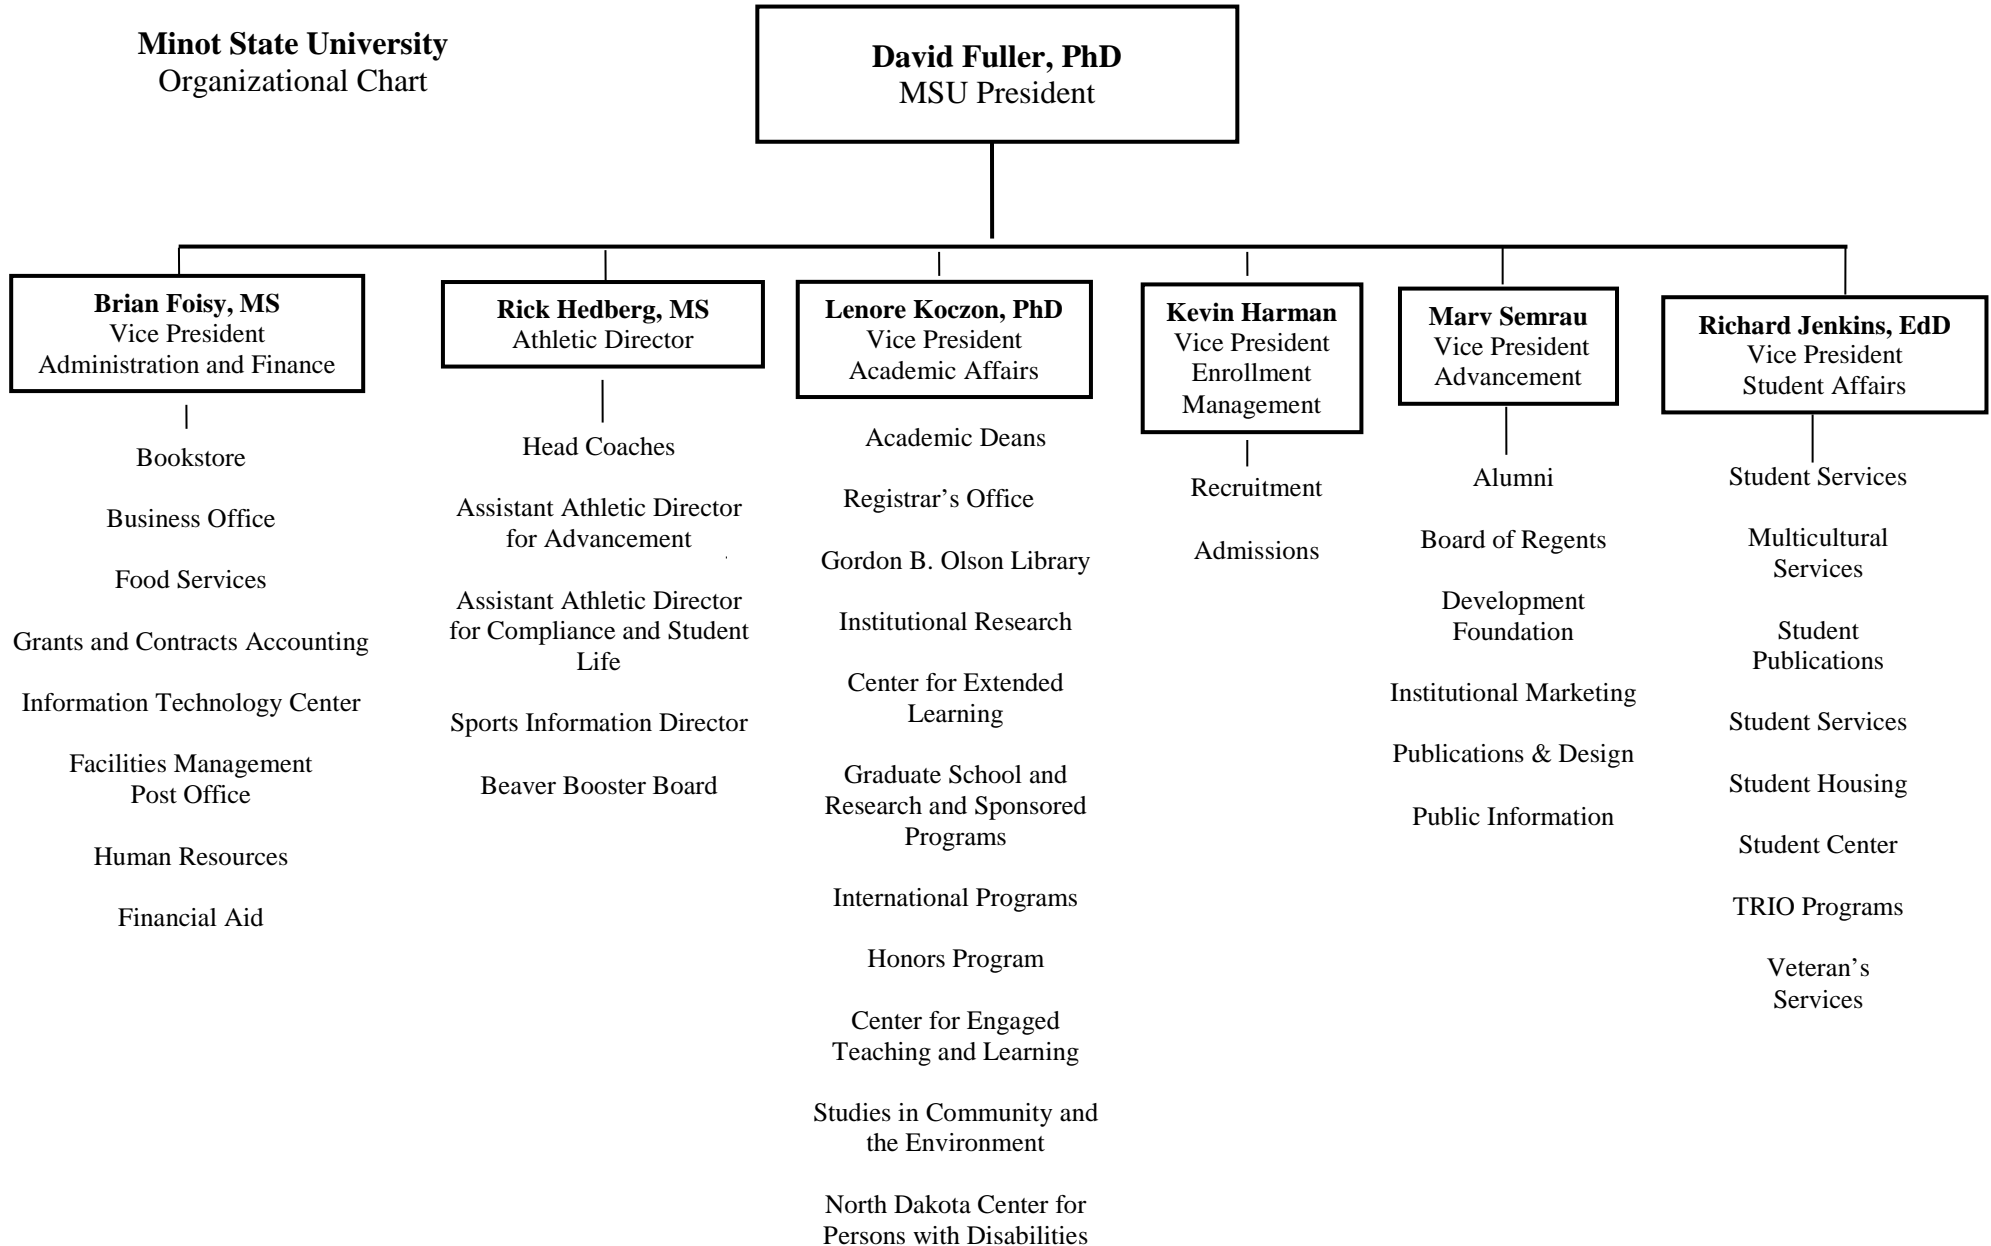 Minot State University
Organizational Chart
David Fuller, PhD
MSU President
Brian Foisy, MS
Vice President
Administration and Finance
Bookstore
Business Office
Food Services
Grants and Contracts Accounting
Information Technology Center
Facilities Management
Post Office
Human Resources
Financial Aid
Rick Hedberg, MS
Athletic Director
Head Coaches
Assistant Athletic Director
for Advancement
Assistant Athletic Director
for Compliance and Student
Life
Sports Information Director
Beaver Booster Board
Lenore Koczon, PhD
Vice President
Academic Affairs
Academic Deans
Registrar’s Office
Gordon B. Olson Library
Institutional Research
Center for Extended
Learning
Graduate School and
Research and Sponsored
Programs
International Programs
Honors Program
Center for Engaged
Teaching and Learning
Studies in Community and
the Environment
North Dakota Center for
Persons with Disabilities
Kevin Harman
Vice President
Enrollment
Management
Recruitment
Admissions
Marv Semrau
Vice President
Advancement
Alumni
Board of Regents
Development
Foundation
Institutional Marketing
Publications & Design
Public Information
Richard Jenkins, EdD
Vice President
Student Affairs
Student Services
Multicultural
Services
Student
Publications
Student Services
Student Housing
Student Center
TRIO Programs
Veteran’s
Services